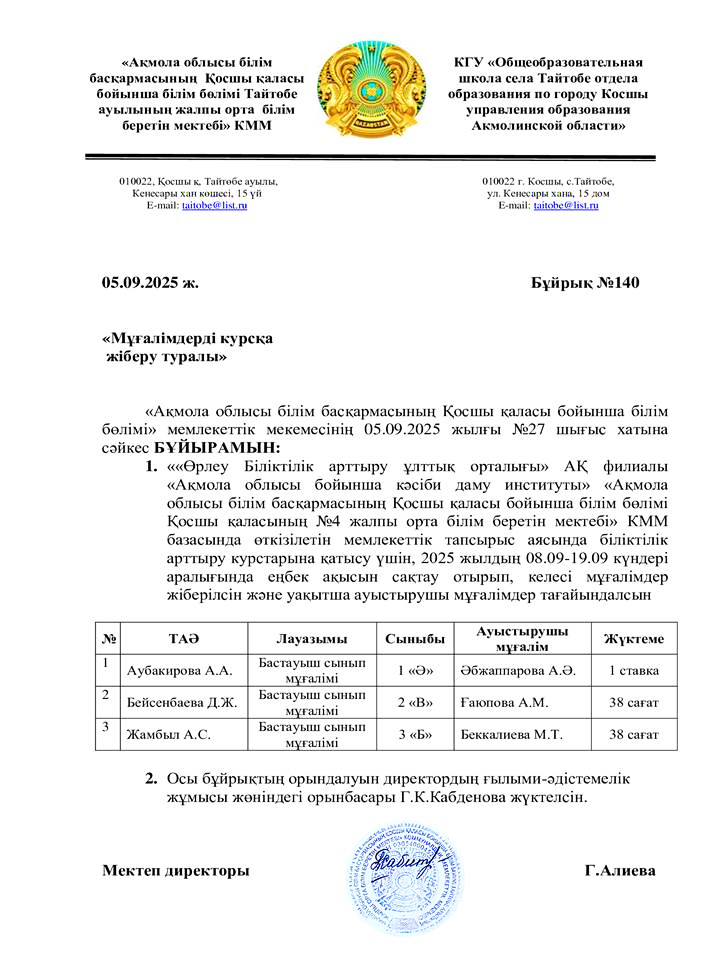 «Ақмола облысы білім
басқармасының Қосшы қаласы
бойынша білім бөлімі Тайтөбе
ауылының жалпы орта білім
беретін мектебі» КММ
КГУ «Общеобразовательная
школа села Тайтобе отдела
образования по городу Косшы
управления образования
Акмолинской области»
010022, Қосшы қ, Тайтөбе ауылы,
Кенесары хан көшесі, 15 үй
E-mail: taitobe@list.ru
010022 г. Косшы, с.Тайтобе,
ул. Кенесары хана, 15 дом
E-mail: taitobe@list.ru
05.09.2025 ж. Бұйрық №140
«Мұғалімдерді курсқа
жіберу туралы»
«Ақмола облысы білім басқармасының Қосшы қаласы бойынша білім
бөлімі» мемлекеттік мекемесінің 05.09.2025 жылғы №27 шығыс хатына
сәйкес БҰЙЫРАМЫН:
1. ««Өрлеу Біліктілік арттыру ұлттық орталығы» АҚ филиалы
«Ақмола облысы бойынша кәсіби даму институты» «Ақмола
облысы білім басқармасының Қосшы қаласы бойынша білім бөлімі
Қосшы қаласының №4 жалпы орта білім беретін мектебі» КММ
базасында өткізілетін мемлекеттік тапсырыс аясында біліктілік
арттыру курстарына қатысу үшін, 2025 жылдың 08.09-19.09 күндері
аралығында еңбек ақысын сақтау отырып, келесі мұғалімдер
жіберілсін және уақытша ауыстырушы мұғалімдер тағайындалсын
№ ТАӘ Лауазымы Сыныбы Ауыстырушы мұғалім Жүктеме
1 Аубакирова А.А. Бастауыш сынып мұғалімі 1 «Ә» Әбжаппарова А.Ә. 1 ставка
2 Бейсенбаева Д.Ж. Бастауыш сынып мұғалімі 2 «В» Ғаюпова А.М. 38 сағат
3 Жамбыл А.С. Бастауыш сынып мұғалімі 3 «Б» Беккалиева М.Т. 38 сағат
2. Осы бұйрықтың орындалуын директордың ғылыми-әдістемелік
жұмысы жөніндегі орынбасары Г.К.Кабденова жүктелсін.
Мектеп директоры Г.Алиева